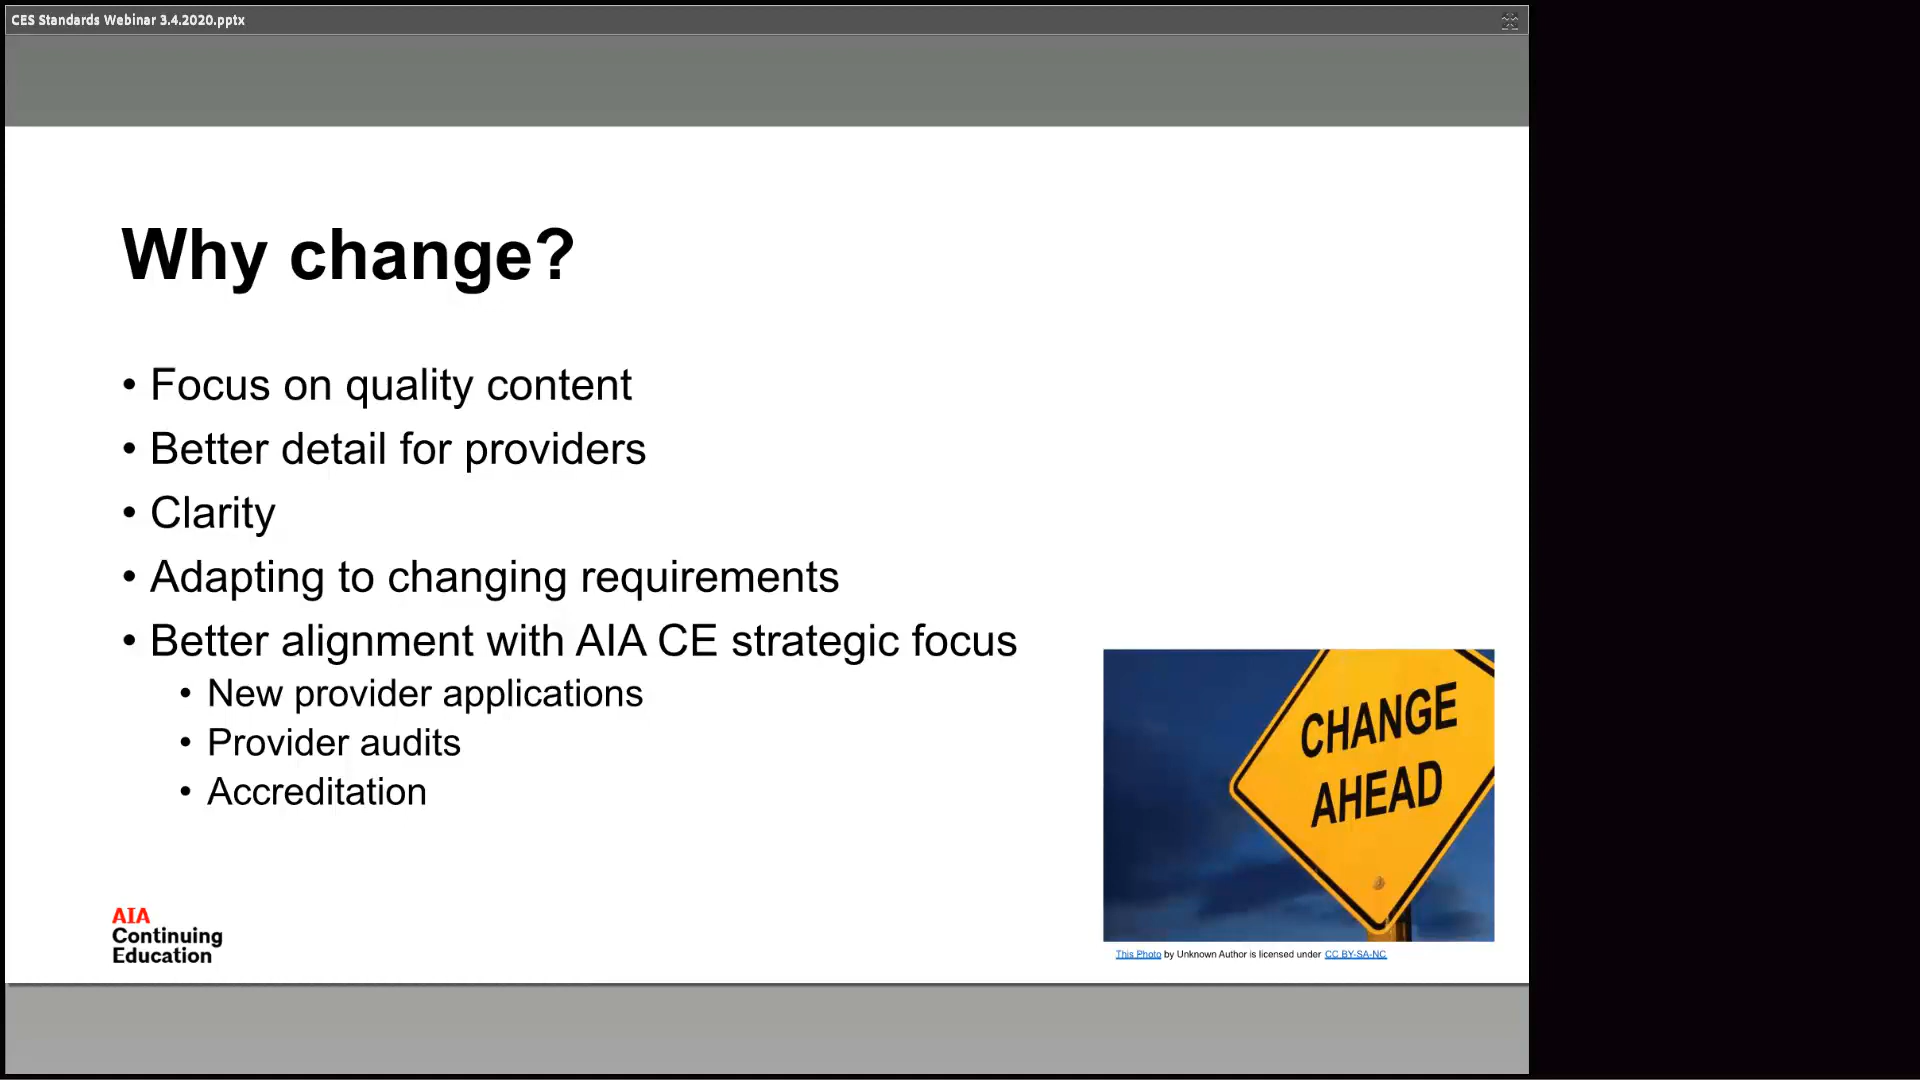 CES Standards Webinar 3.4.2020.pptx
Why change?
• Focus on quality content
• Better detail for providers
• Clarity
• Adapting to changing requirements
• Better alignment with AIA CE strategic focus
• New provider applications
• Provider audits
• Accreditation
CHANGE
AHEAD
AIA
Continuing
Education
This Photo by Unknown Author is licensed under CC BY-SA-NC